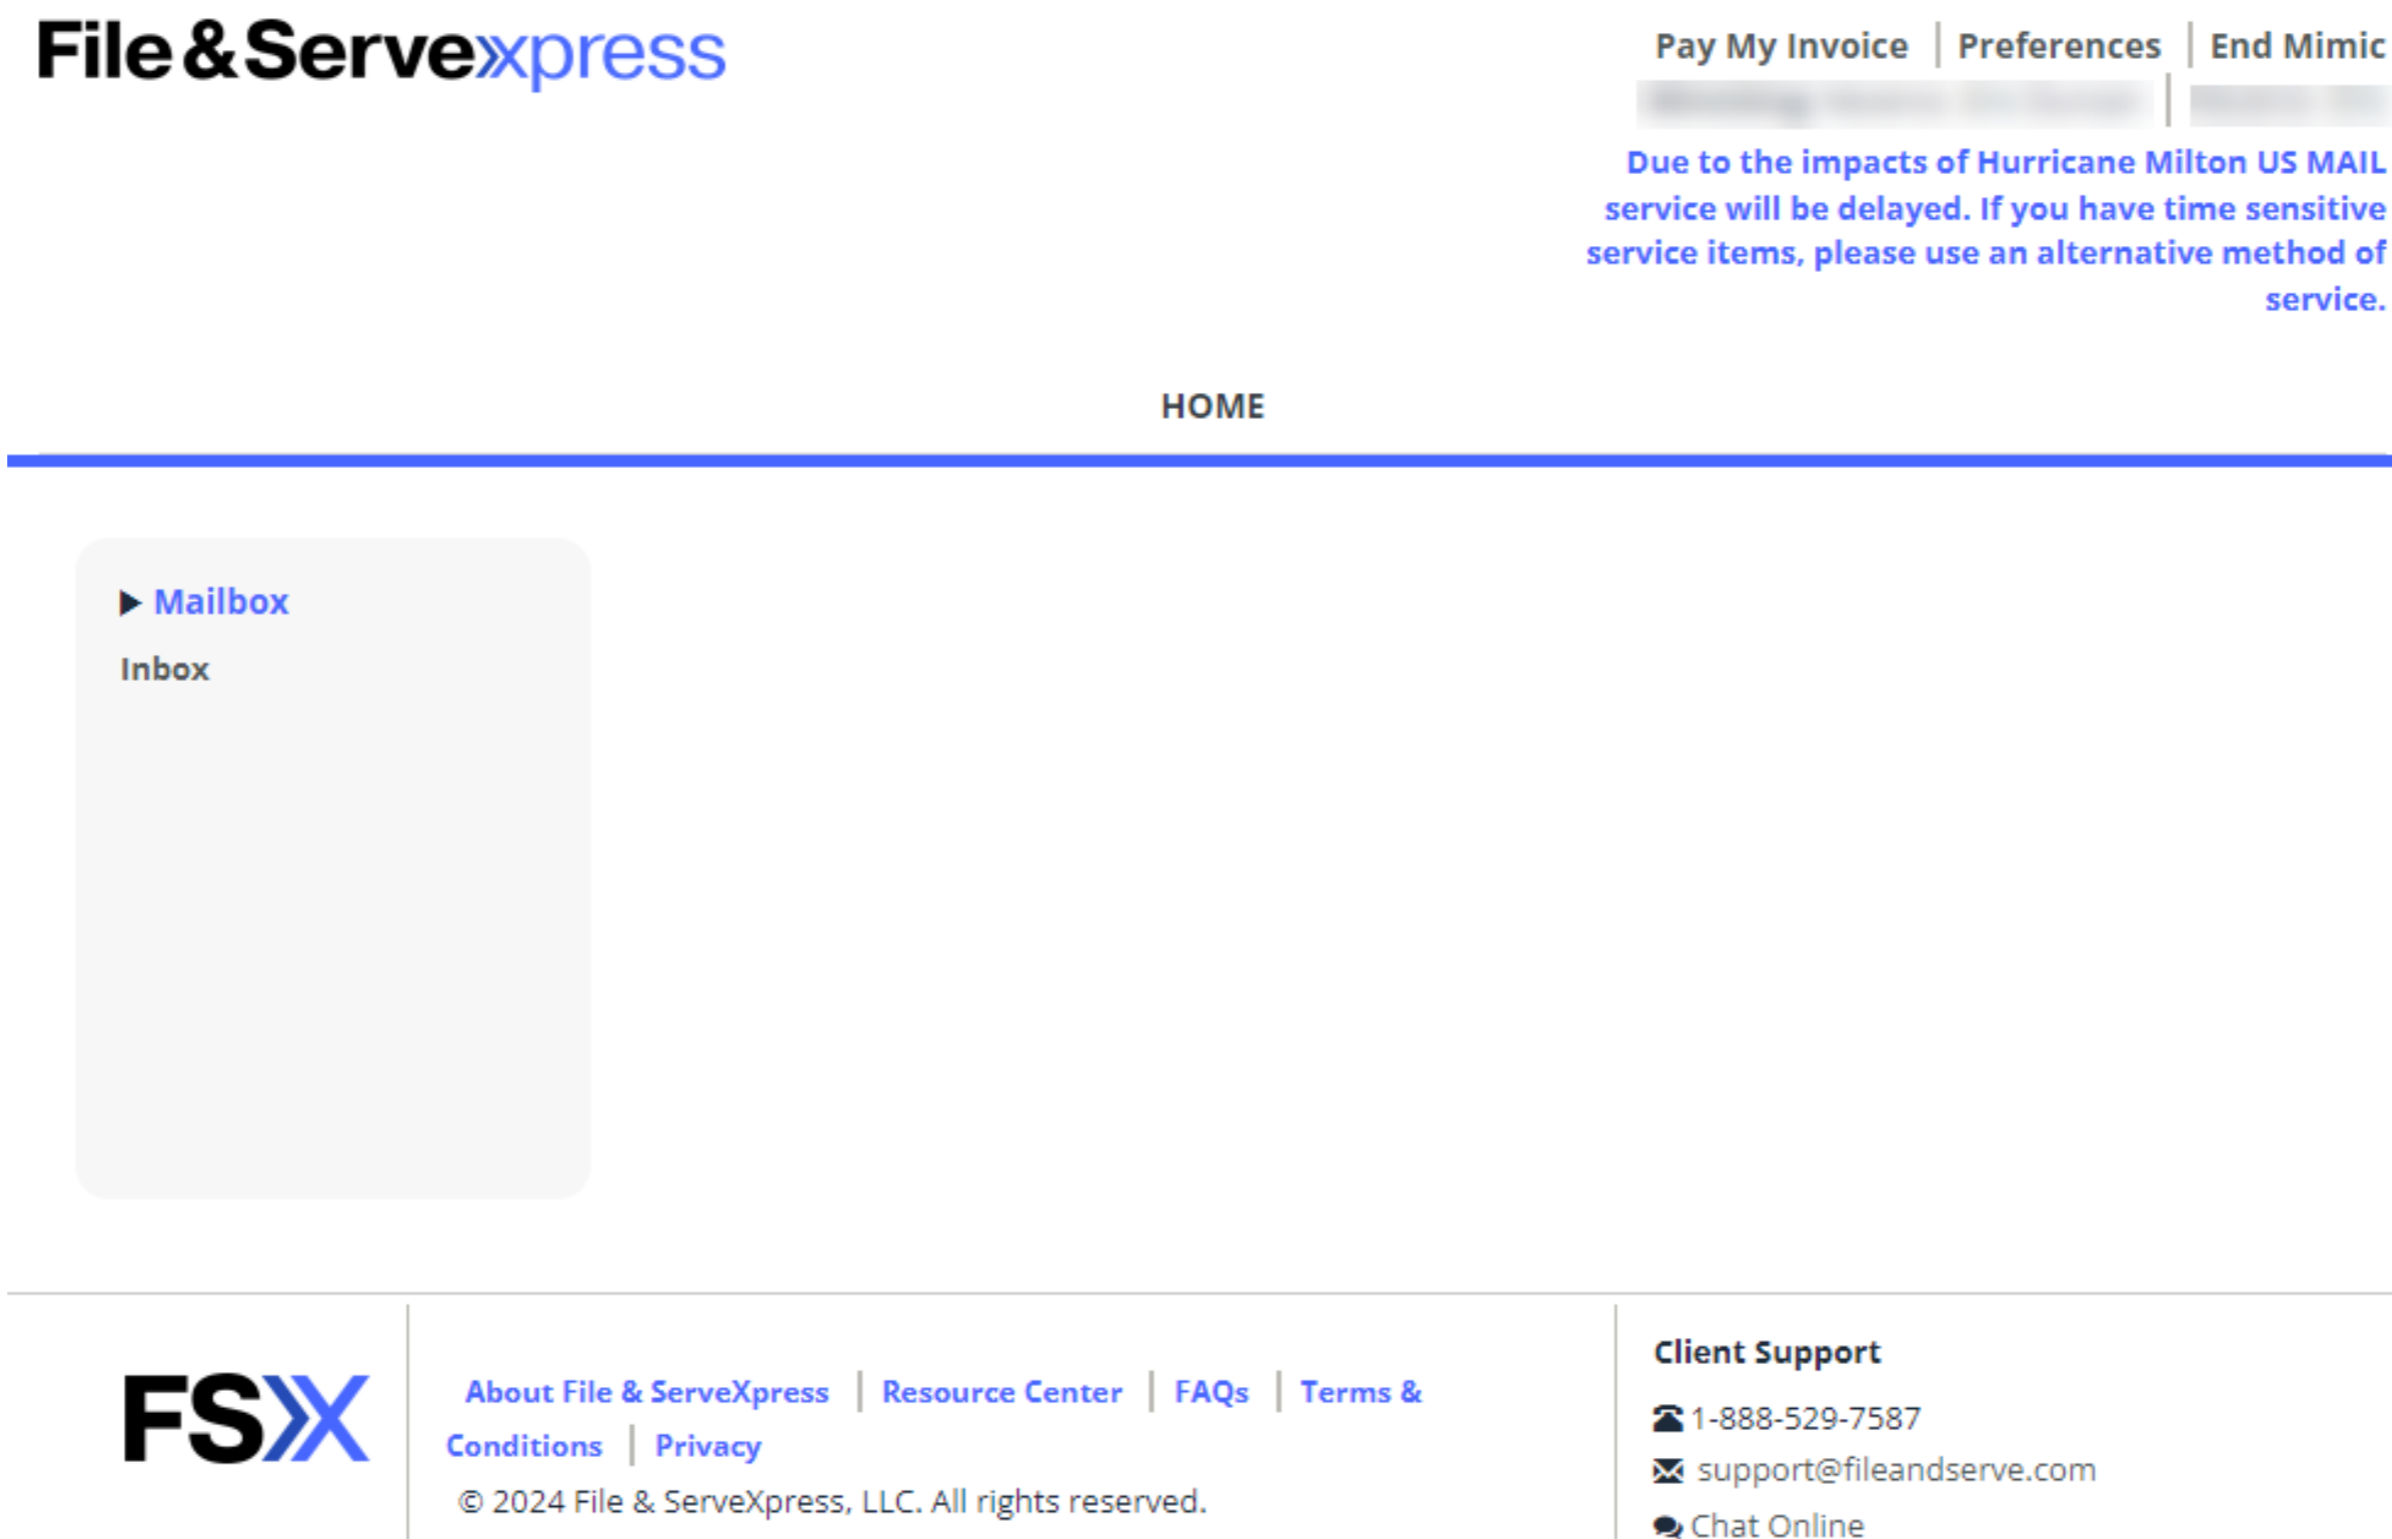 File & Servexpress
Pay My Invoice | Preferences | End Mimic
Due to the impacts of Hurricane Milton US MAIL
service will be delayed. If you have time sensitive
service items, please use an alternative method of
service.
HOME
Mailbox
Inbox
FSX
About File & ServeXpress | Resource Center | FAQs | Terms &
Conditions | Privacy
© 2024 File & ServeXpress, LLC. All rights reserved.
Client Support
1-888-529-7587
support@fileandserve.com
Chat Online